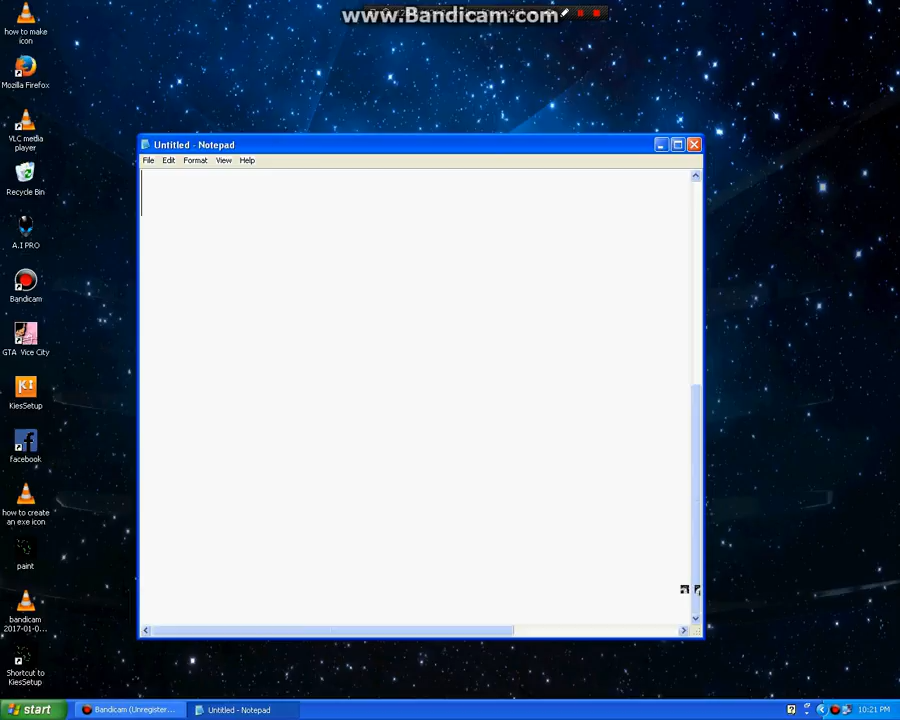 www.Bandicam.com
how to make
icon
Mozilla Firefox
VLC media
player
Recycle Bin
A.I PRO
Bandicam
GTA Vice City
KiesSetup
facebook
how to create
an exe icon
paint
bandicam
2017-01-0...
Shortcut to
KiesSetup
Untitled - Notepad
File Edit Format View Help
start
Bandicam (Unregister...
Untitled - Notepad
10:21 PM